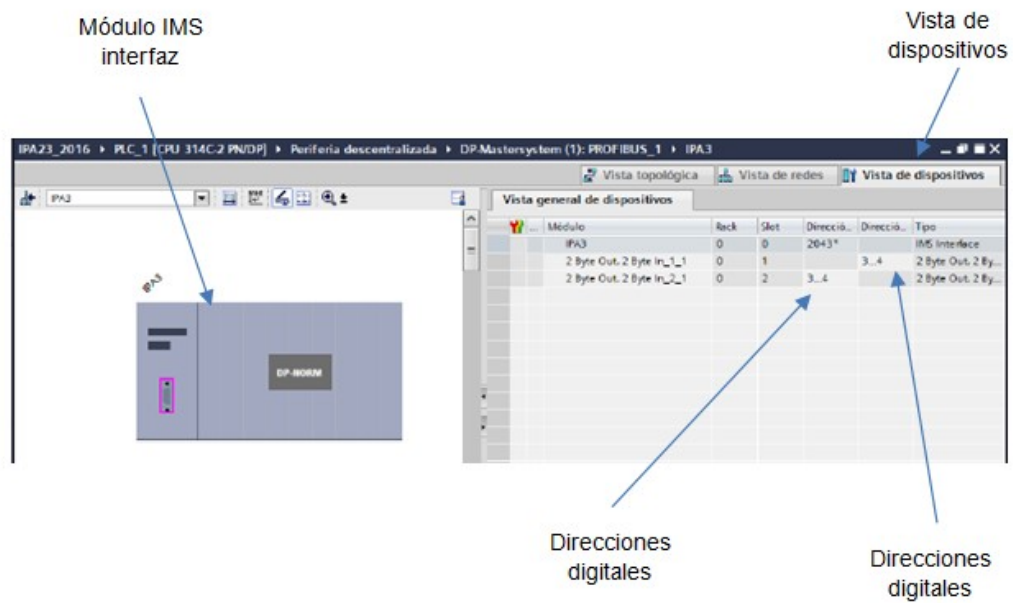 Módulo IMS
interfaz
Vista de
dispositivos
IPA23_2016 ▸ PLC_1 [CPU 314C-2 PN/DP] ▸ Periferia descentralizada ▸ DP-Mastersystem (1): PROFIBUS_1 ▸ IPA3
Vista topológica Vista de redes Vista de dispositivos
IPA3
Vista general de dispositivos
... Módulo Rack Slot Direcció... Direcció... Tipo
IPA3 0 0 2043* IMS Interface
2 Byte Out, 2 Byte In_1_1 0 1 3...4 2 Byte Out, 2 By...
2 Byte Out, 2 Byte In_2_1 0 2 3...4 2 Byte Out, 2 By...
IPA3
DP-NORM
Direcciones
digitales
Direcciones
digitales